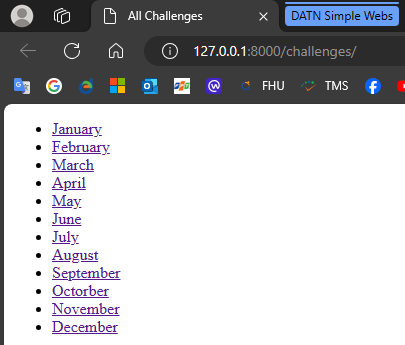 All Challenges
DATN Simple Webs
127.0.0.1:8000/challenges/
FHU
TMS
January
February
March
April
May
June
July
August
September
Octorber
November
December